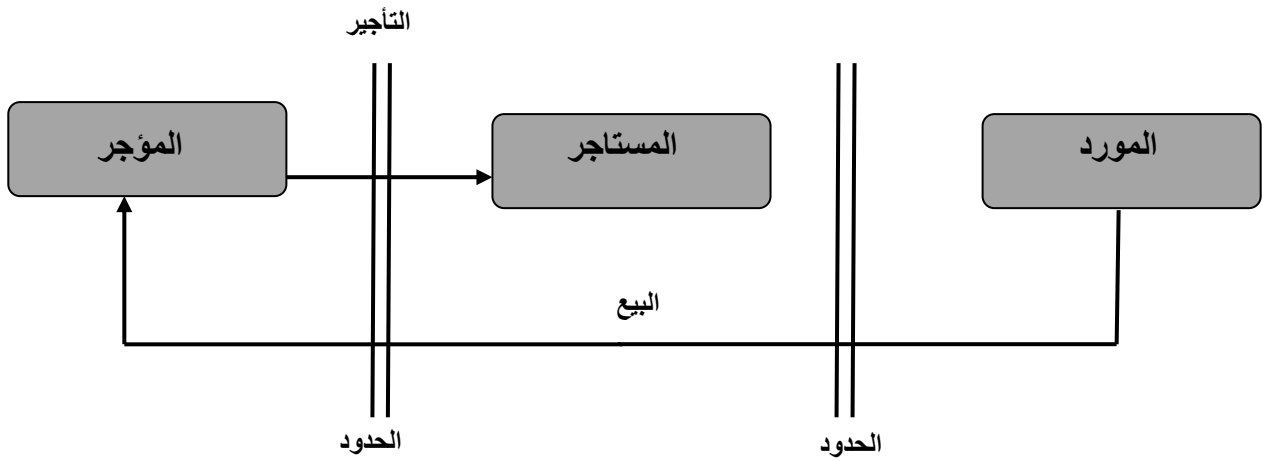 التأجير
المورد
المستاجر
المؤجر
البيع
الحدود
الحدود